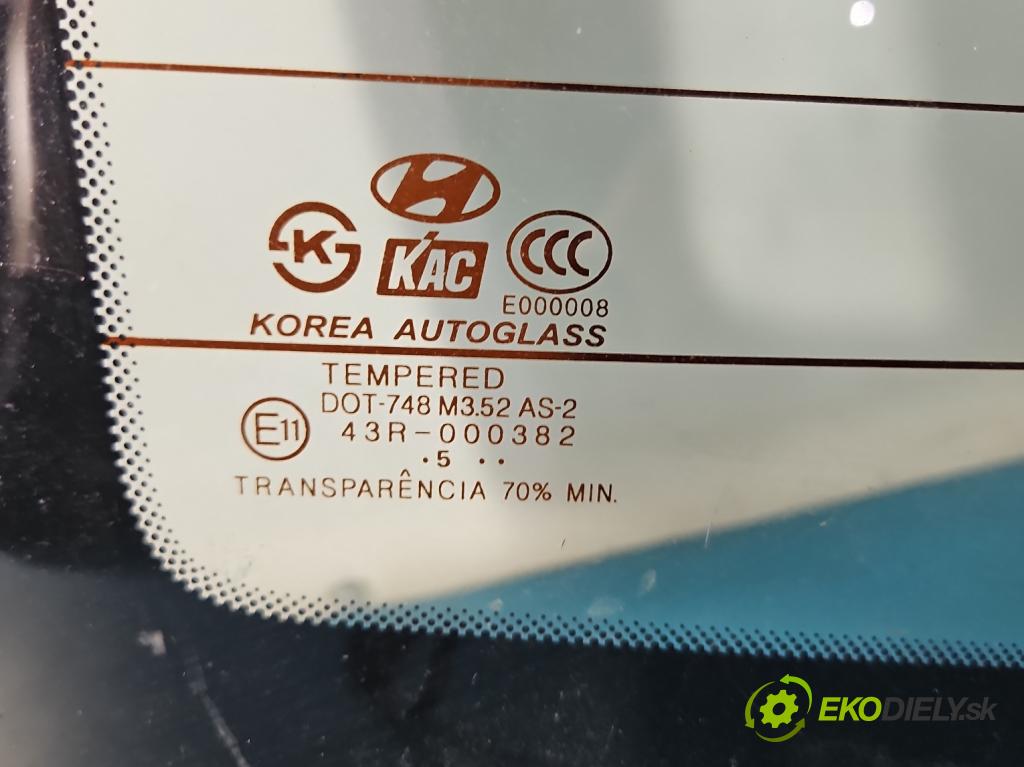 K
KAC
CCC
E000008
KOREA AUTOGLASS
TEMPERED
DOT-748 M3.52 AS-2
E11
43R-000382
.5 ..
TRANSPARÊNCIA 70% MIN.
EKODIELY.sk